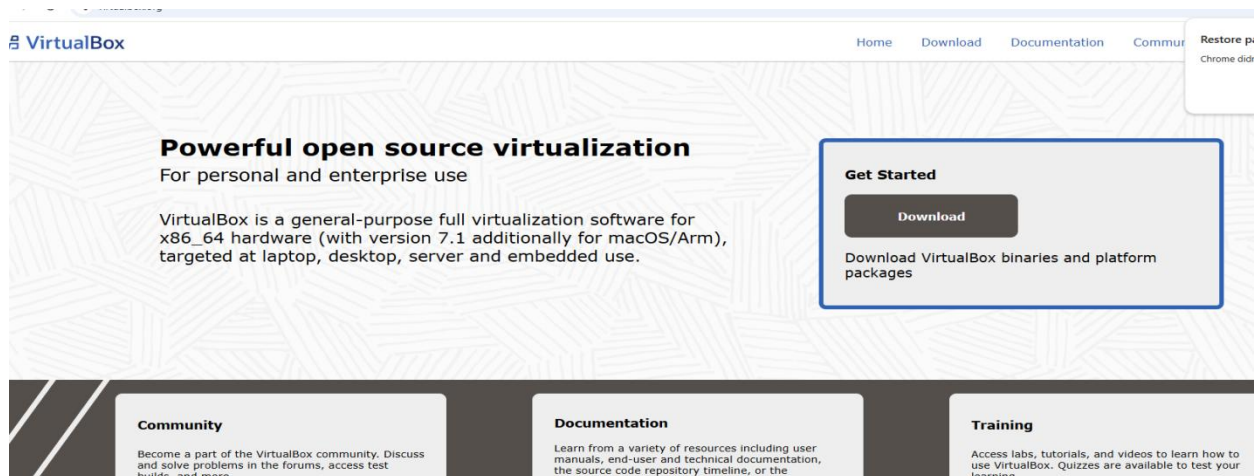 VirtualBox
Home Download Documentation Commu
Restore pa
Chrome didn
Powerful open source virtualization
For personal and enterprise use
VirtualBox is a general-purpose full virtualization software for
x86_64 hardware (with version 7.1 additionally for macOS/Arm),
targeted at laptop, desktop, server and embedded use.
Get Started
Download
Download VirtualBox binaries and platform
packages
Community
Become a part of the VirtualBox community. Discuss
and solve problems in the forums, access test
builds, and more.
Documentation
Learn from a variety of resources including user
manuals, end-user and technical documentation,
the source code repository timeline, or the
Training
Access labs, tutorials, and videos to learn how to
use VirtualBox. Quizzes are available to test your
learning